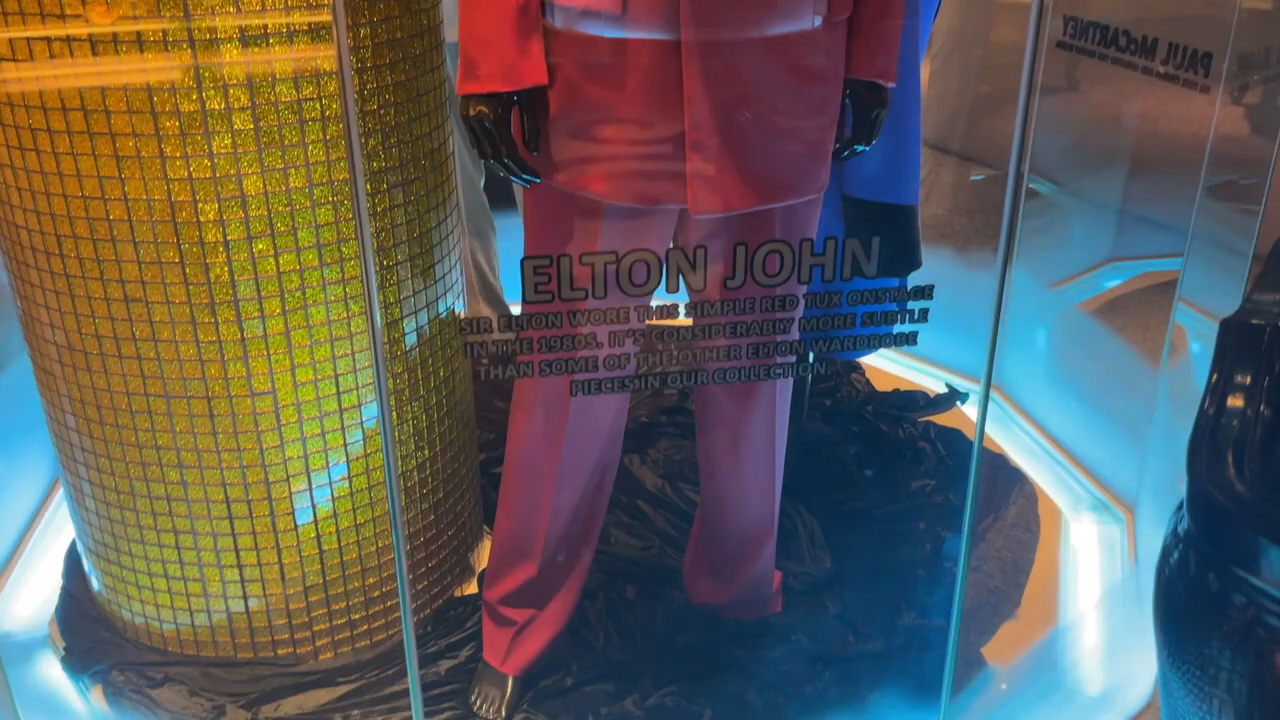 ELTON JOHN
SIR ELTON WORE THIS SIMPLE RED TUX ONSTAGE
IN THE 1980S. IT'S CONSIDERABLY MORE SUBTLE
THAN SOME OF THE OTHER ELTON WARDROBE
PIECES IN OUR COLLECTION.
PAUL McCARTNEY